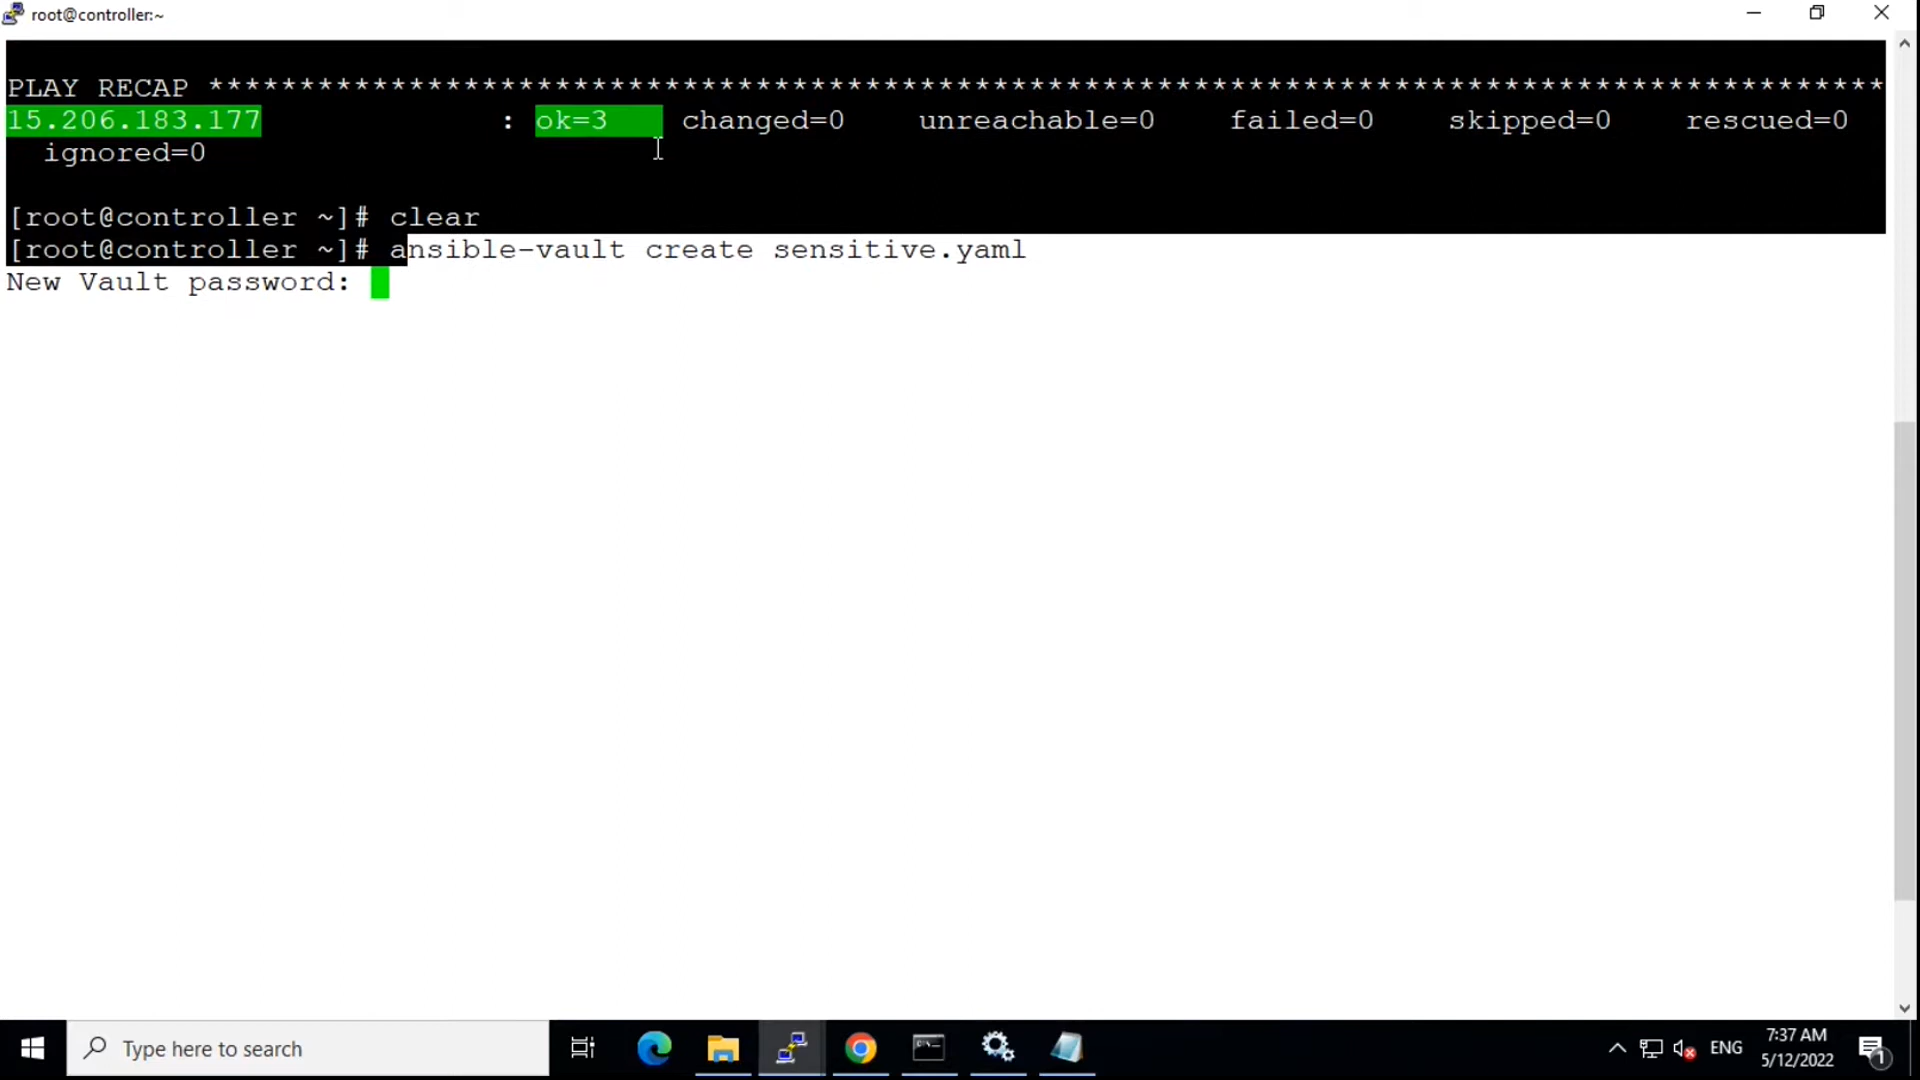 root@controller:~
PLAY RECAP *********************************************************************************************
15.206.183.177 : ok=3 changed=0 unreachable=0 failed=0 skipped=0 rescued=0
ignored=0
[root@controller ~]# clear
[root@controller ~]# ansible-vault create sensitive.yaml
New Vault password:
Type here to search
ENG
7:37 AM
5/12/2022
1